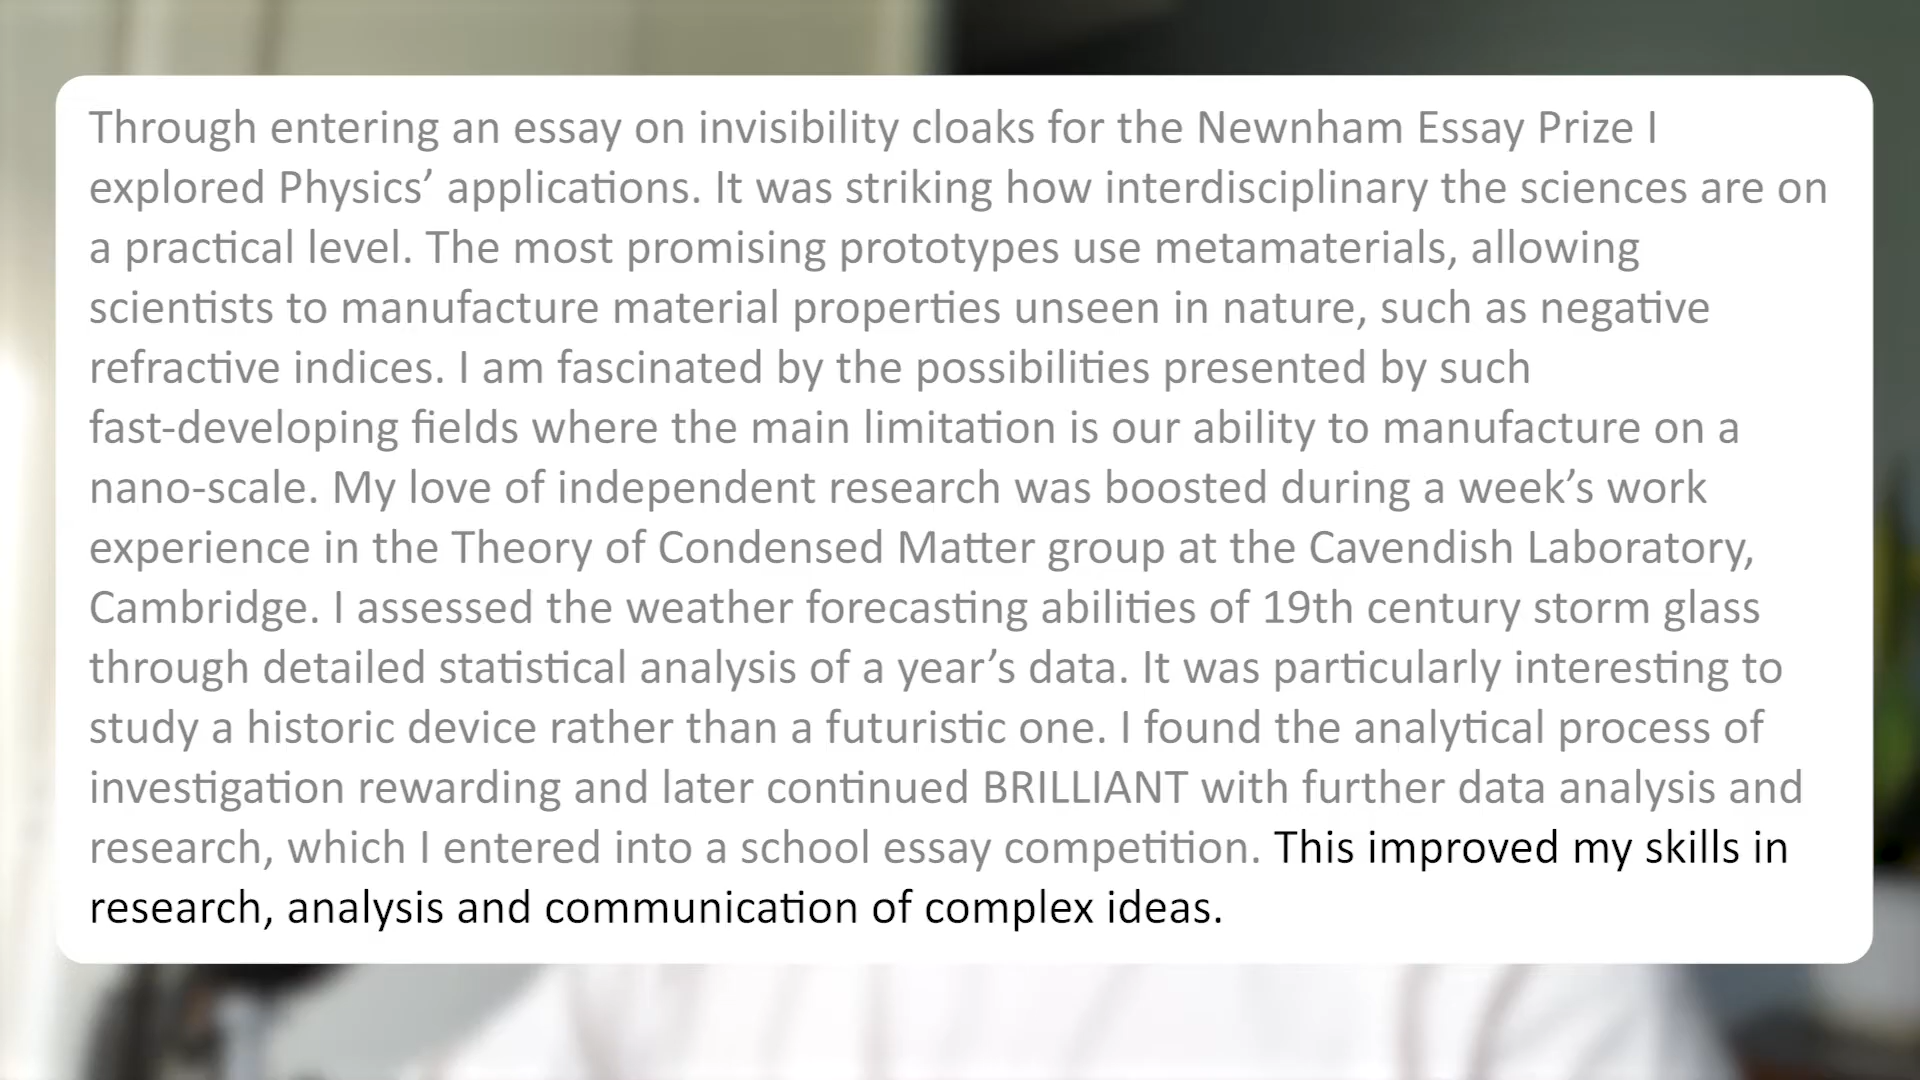 Through entering an essay on invisibility cloaks for the Newnham Essay Prize I
explored Physics’ applications. It was striking how interdisciplinary the sciences are on
a practical level. The most promising prototypes use metamaterials, allowing
scientists to manufacture material properties unseen in nature, such as negative
refractive indices. I am fascinated by the possibilities presented by such
fast-developing fields where the main limitation is our ability to manufacture on a
nano-scale. My love of independent research was boosted during a week’s work
experience in the Theory of Condensed Matter group at the Cavendish Laboratory,
Cambridge. I assessed the weather forecasting abilities of 19th century storm glass
through detailed statistical analysis of a year’s data. It was particularly interesting to
study a historic device rather than a futuristic one. I found the analytical process of
investigation rewarding and later continued BRILLIANT with further data analysis and
research, which I entered into a school essay competition. This improved my skills in
research, analysis and communication of complex ideas.